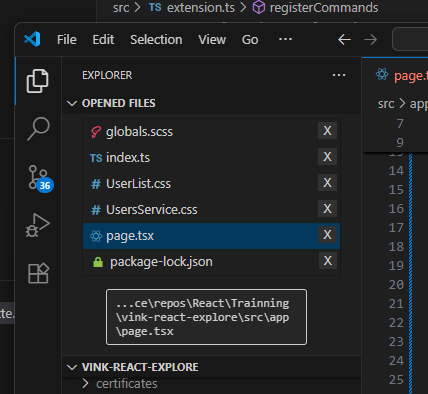 src > extension.ts > registerCommands
File Edit Selection View Go ...
EXPLORER ...
page.
OPENED FILES
src > app
globals.scss X
TS index.ts X
# UserList.css X
# UsersService.css X
page.tsx X
package-lock.json X
36
...ce\repos\React\Trainning
\vink-react-explore\src\app
\page.tsx
VINK-REACT-EXPLORE
certificates
tte.
7
9
14
15
16
17
18
19
20
21
22
23
24
25